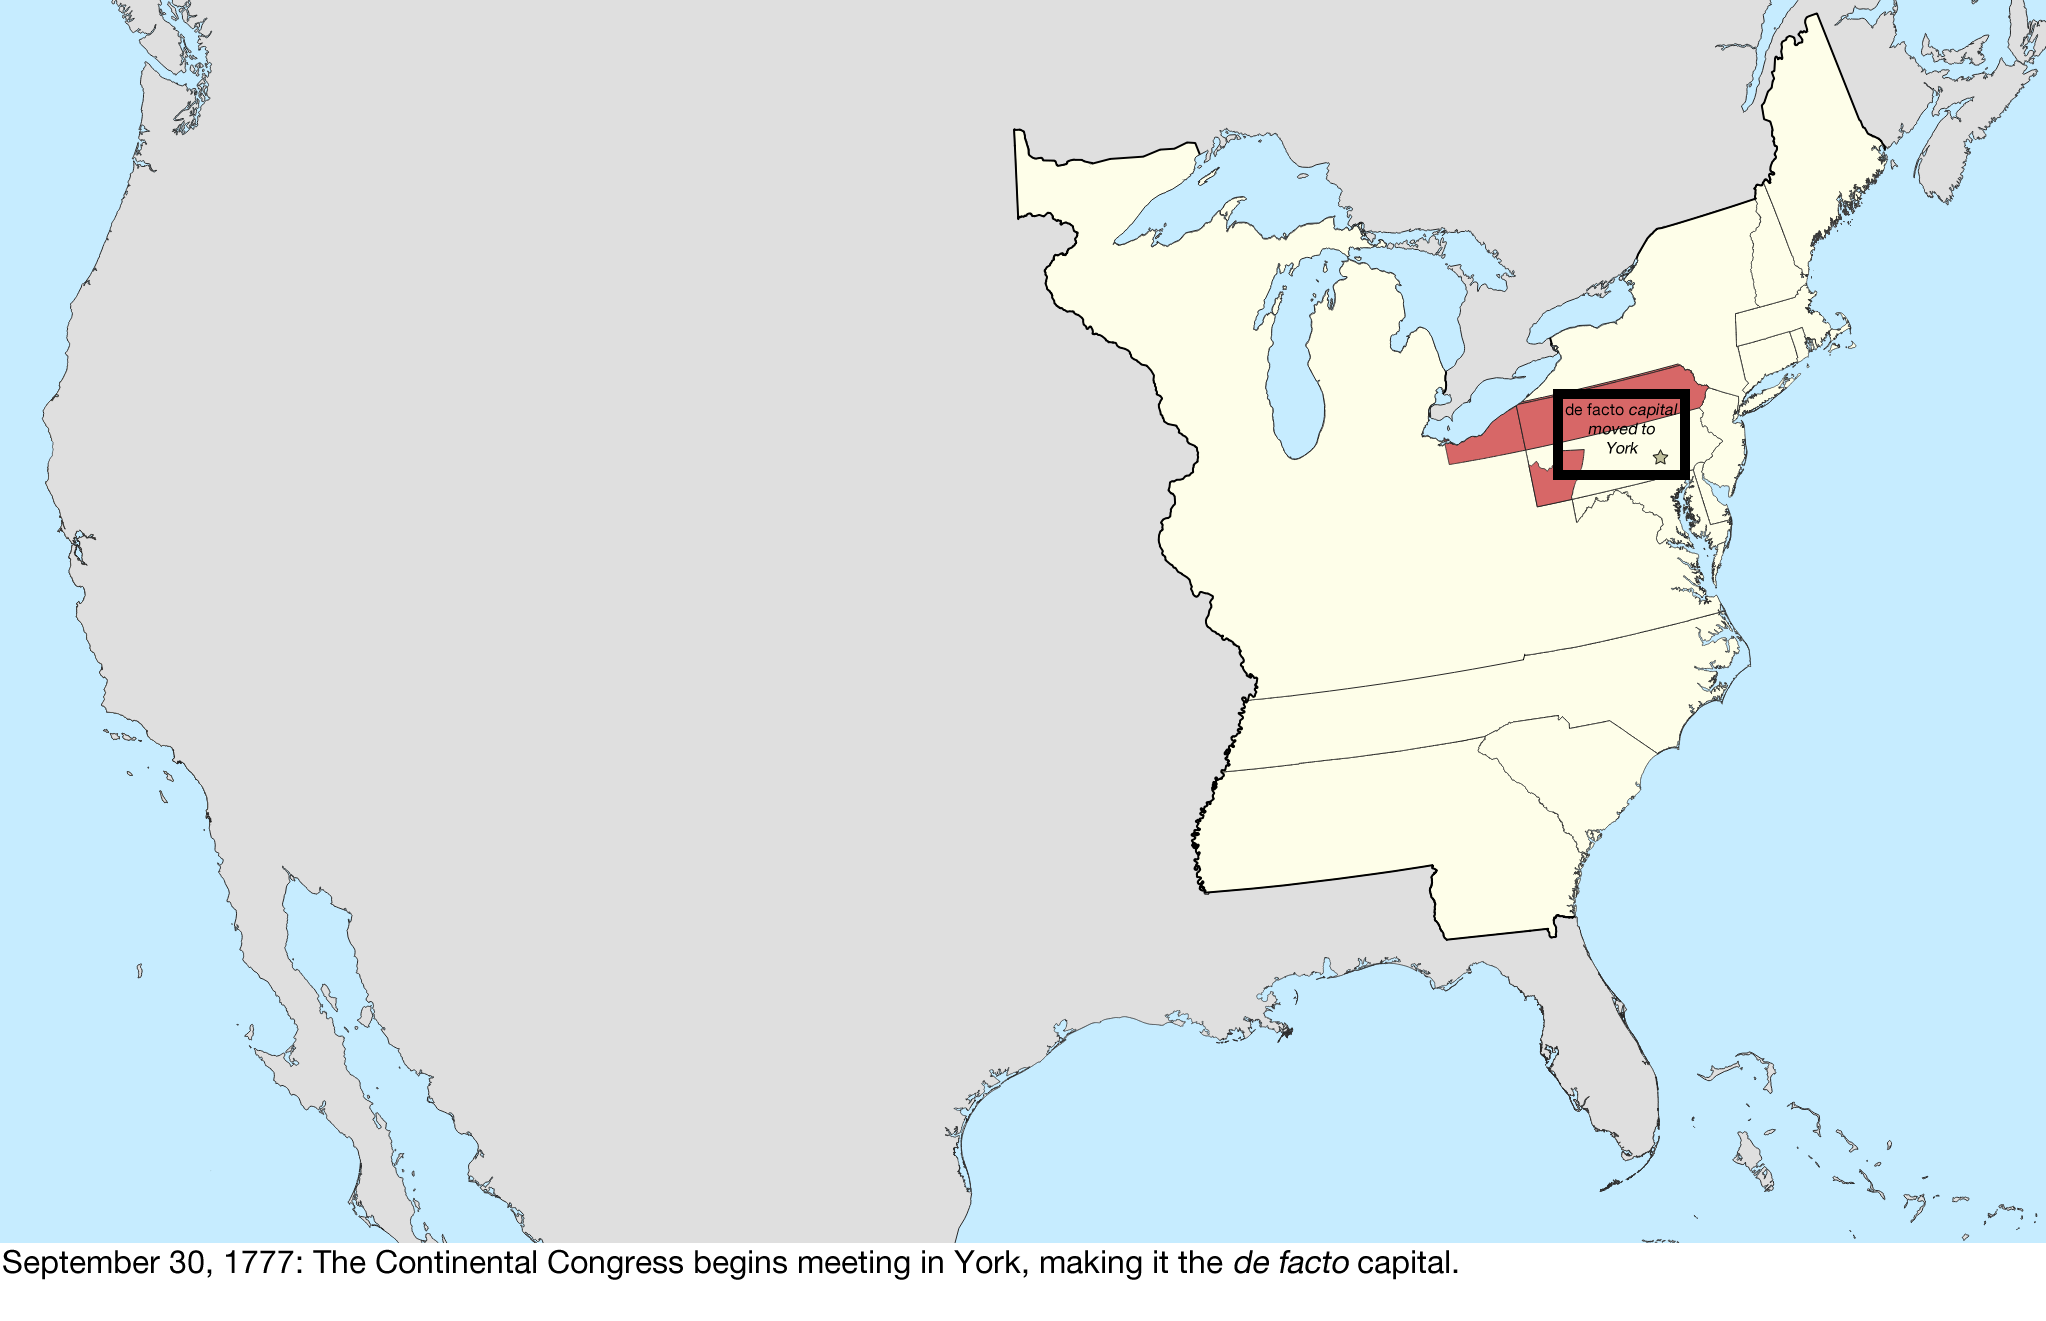 de facto capital
moved to
York
September 30, 1777: The Continental Congress begins meeting in York, making it the de facto capital.